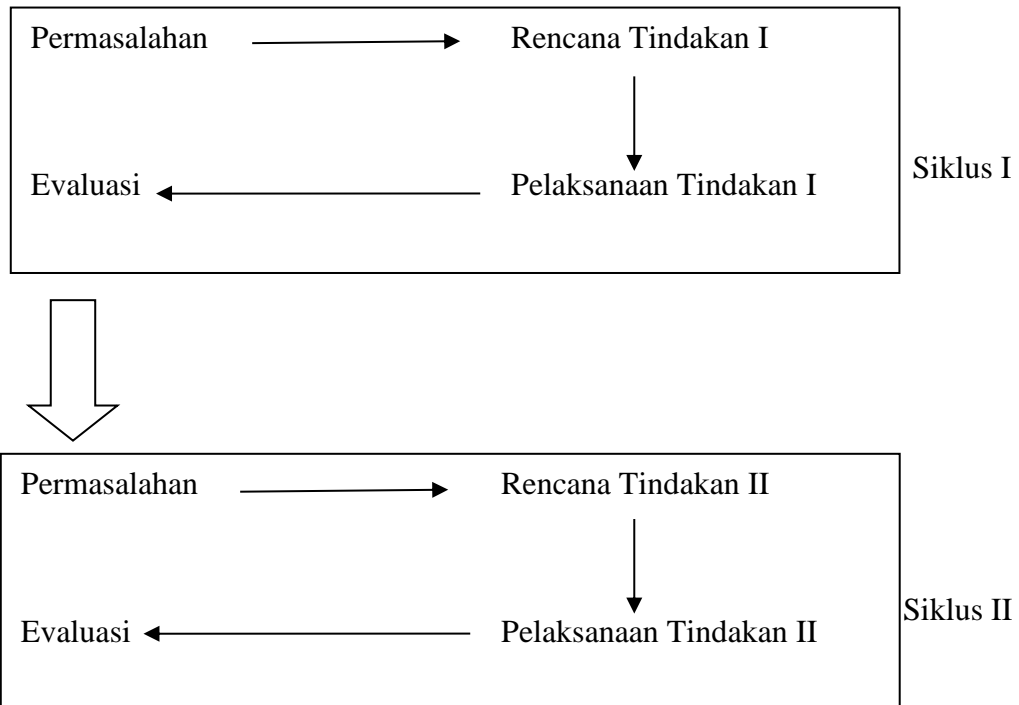 Permasalahan Rencana Tindakan I
Siklus I
Evaluasi Pelaksanaan Tindakan I
Permasalahan Rencana Tindakan II
Siklus II
Evaluasi Pelaksanaan Tindakan II